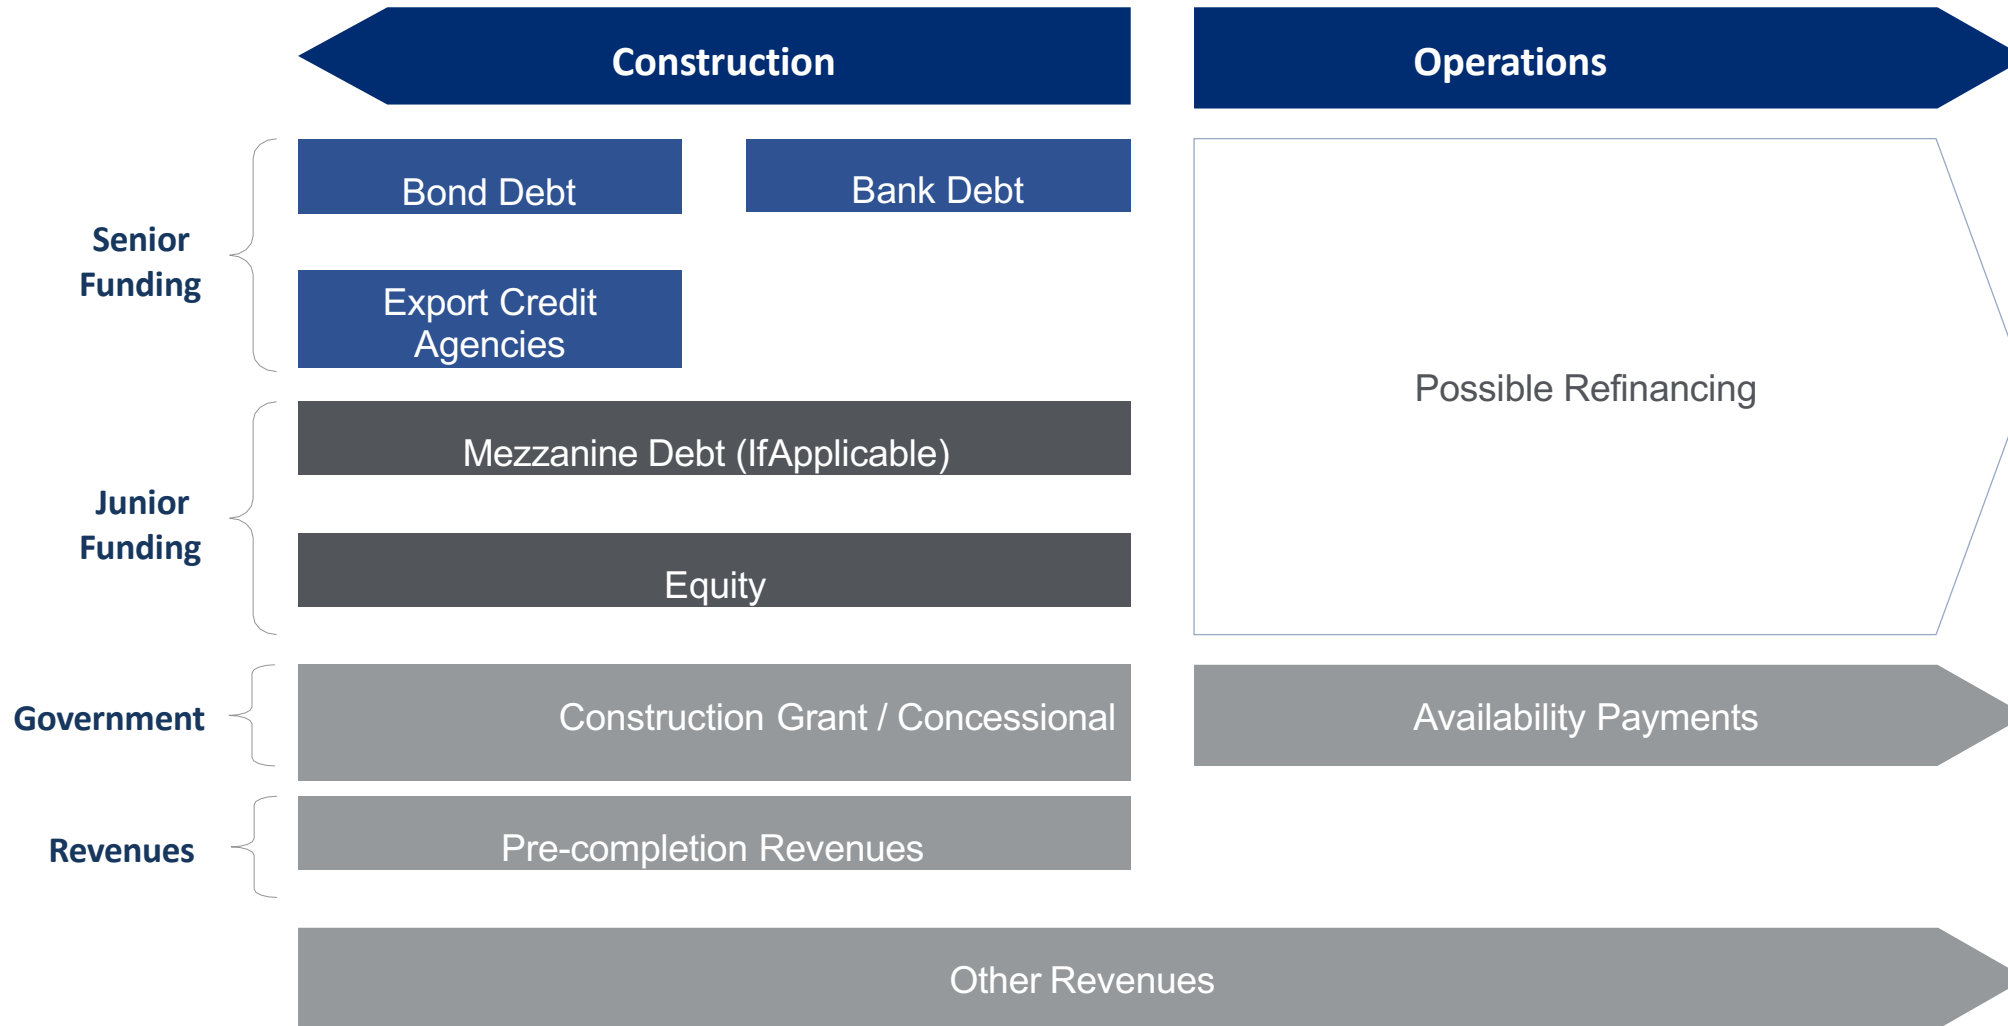 Construction
Operations
Senior
Funding
Bond Debt
Bank Debt
Export Credit
Agencies
Possible Refinancing
Junior
Funding
Mezzanine Debt (IfApplicable)
Equity
Government
Construction Grant / Concessional
Availability Payments
Revenues
Pre-completion Revenues
Other Revenues